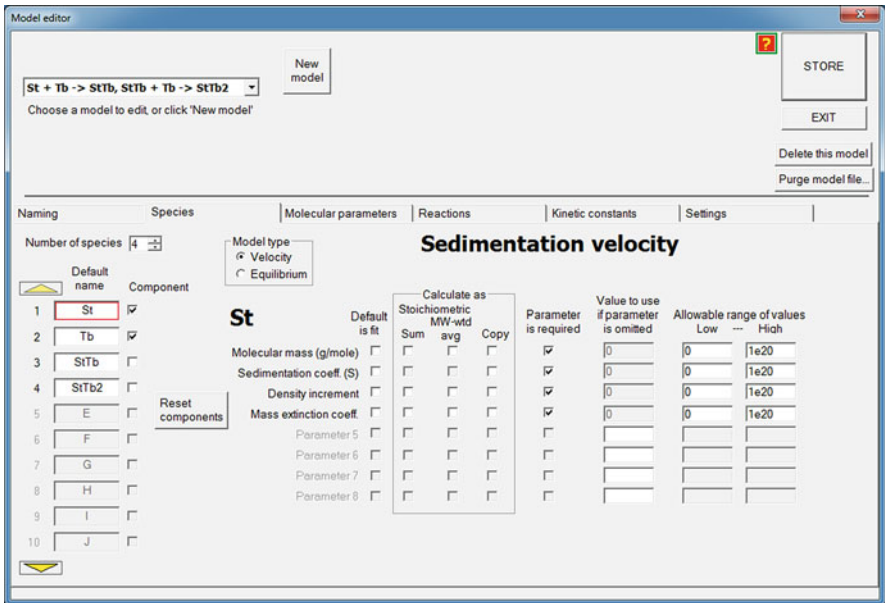 Model editor
?
New model
STORE
St + Tb -> StTb, StTb + Tb -> StTb2
Choose a model to edit, or click 'New model'
EXIT
Delete this model
Purge model file...
Naming Species Molecular parameters Reactions Kinetic constants Settings
Number of species 4
Model type
Velocity
Equilibrium
Sedimentation velocity
Default name Component
1 St
2 Tb
3 StTb
4 StTb2
5 E
6 F
7 G
8 H
9 I
10 J
Reset components
St
Default is fit
Calculate as
Stoichiometric
Sum MW-wtd avg Copy
Parameter is required
Value to use if parameter is omitted
Allowable range of values
Low --- High
Molecular mass (g/mole) 0 0 1e20
Sedimentation coeff. (S) 0 0 1e20
Density increment 0 0 1e20
Mass extinction coeff. 0 0 1e20
Parameter 5
Parameter 6
Parameter 7
Parameter 8